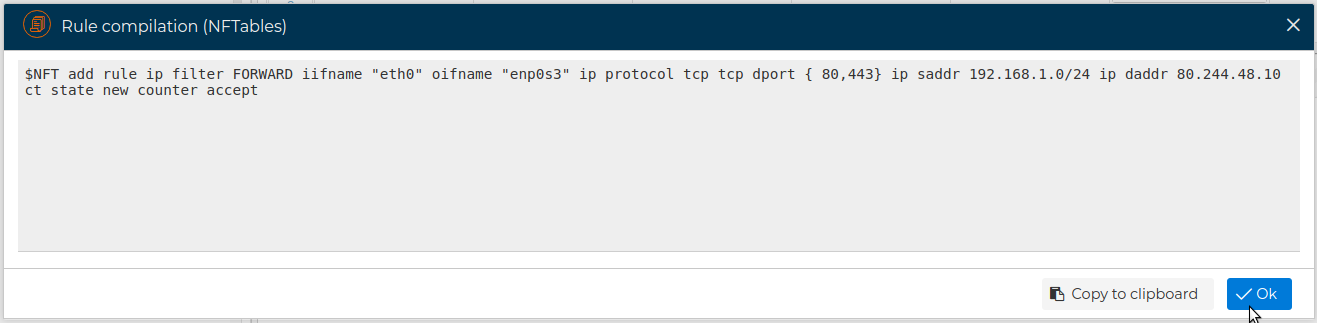 Rule compilation (NFTables)
$NFT add rule ip filter FORWARD iifname "eth0" oifname "enp0s3" ip protocol tcp tcp dport { 80,443} ip saddr 192.168.1.0/24 ip daddr 80.244.48.10
ct state new counter accept
Copy to clipboard
Ok